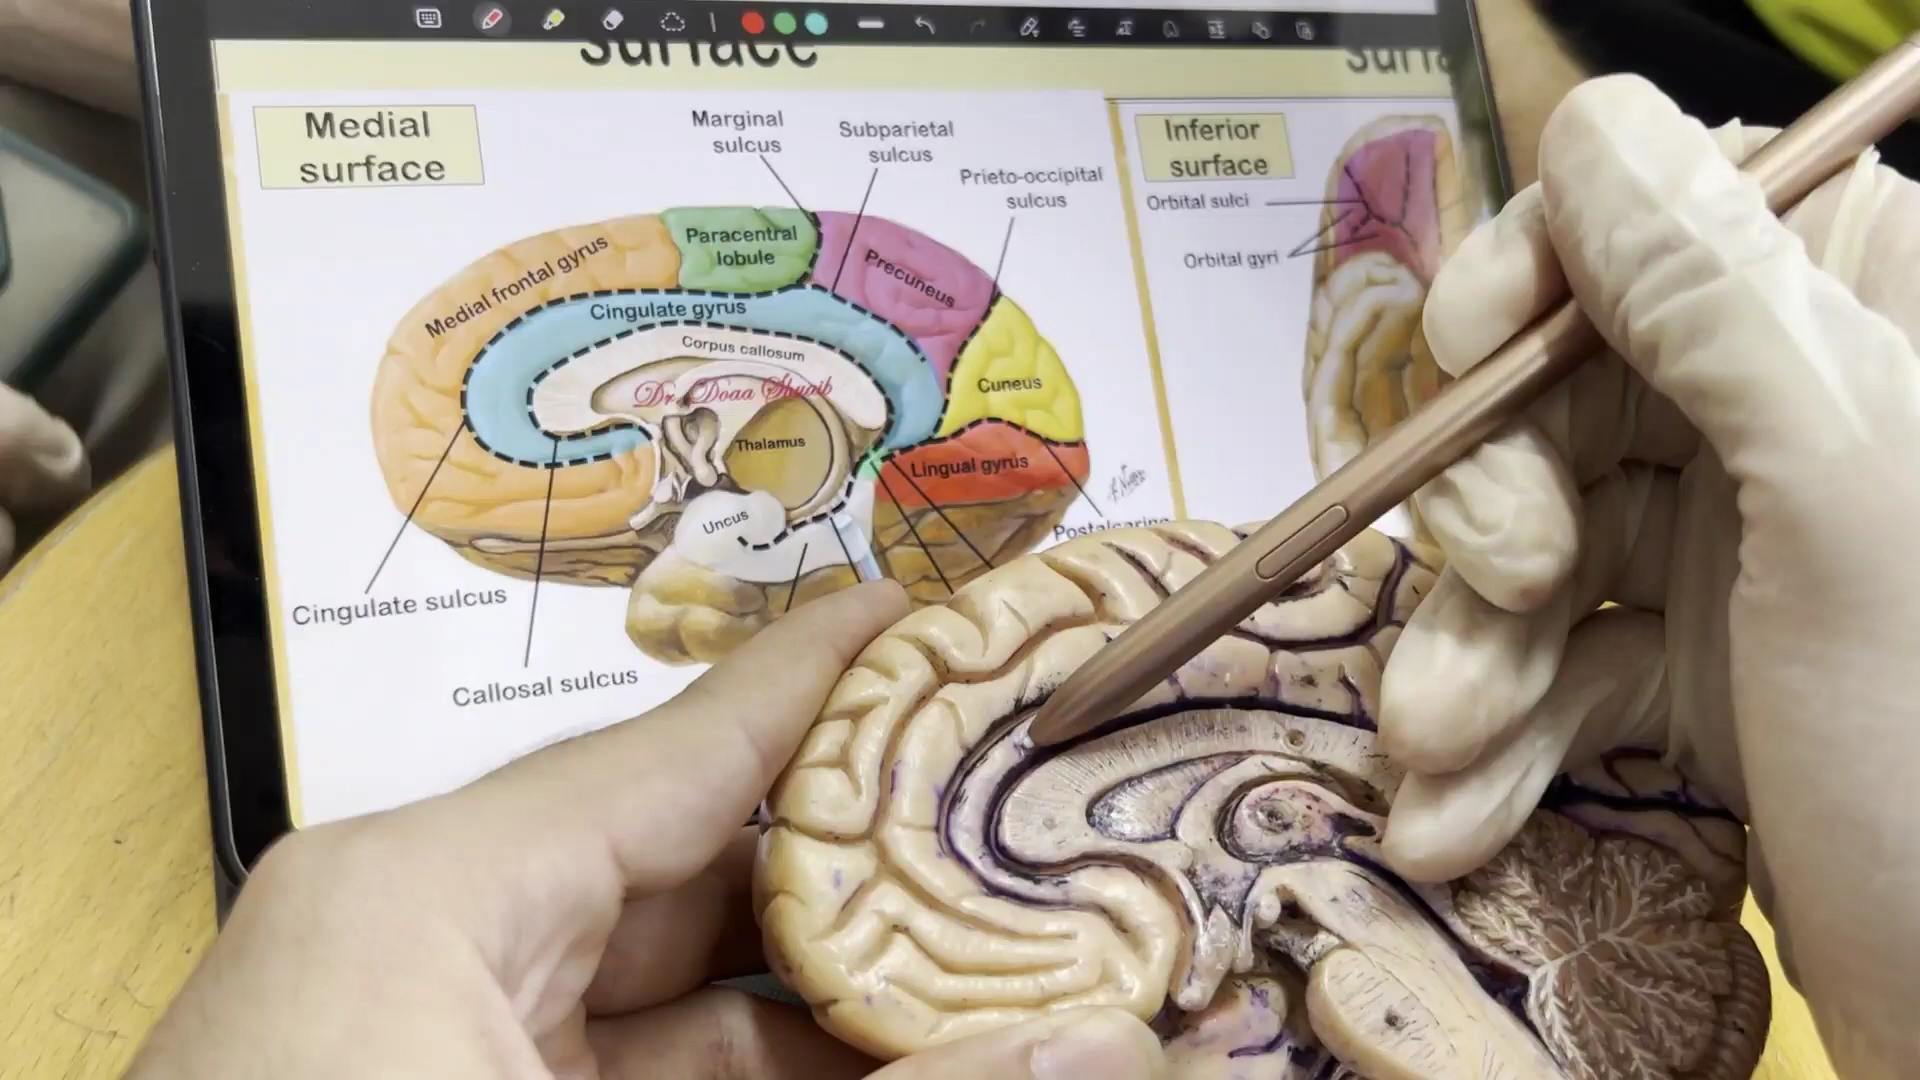 surface
Medial
surface
Marginal
sulcus
Subparietal
sulcus
Prieto-occipital
sulcus
Medial frontal gyrus
Paracentral
lobule
Precuneus
Cingulate gyrus
Corpus callosum
Dr. Doaa Shuaib
Cuneus
Thalamus
Lingual gyrus
Uncus
Cingulate sulcus
Callosal sulcus
Inferior
surface
Orbital sulci
Orbital gyri